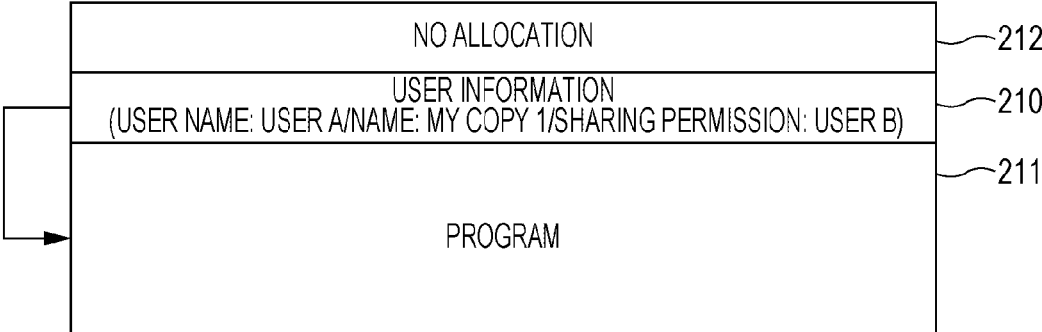 NO ALLOCATION
212
USER INFORMATION
210
(USER NAME: USER A/NAME: MY COPY 1/SHARING PERMISSION: USER B)
211
PROGRAM